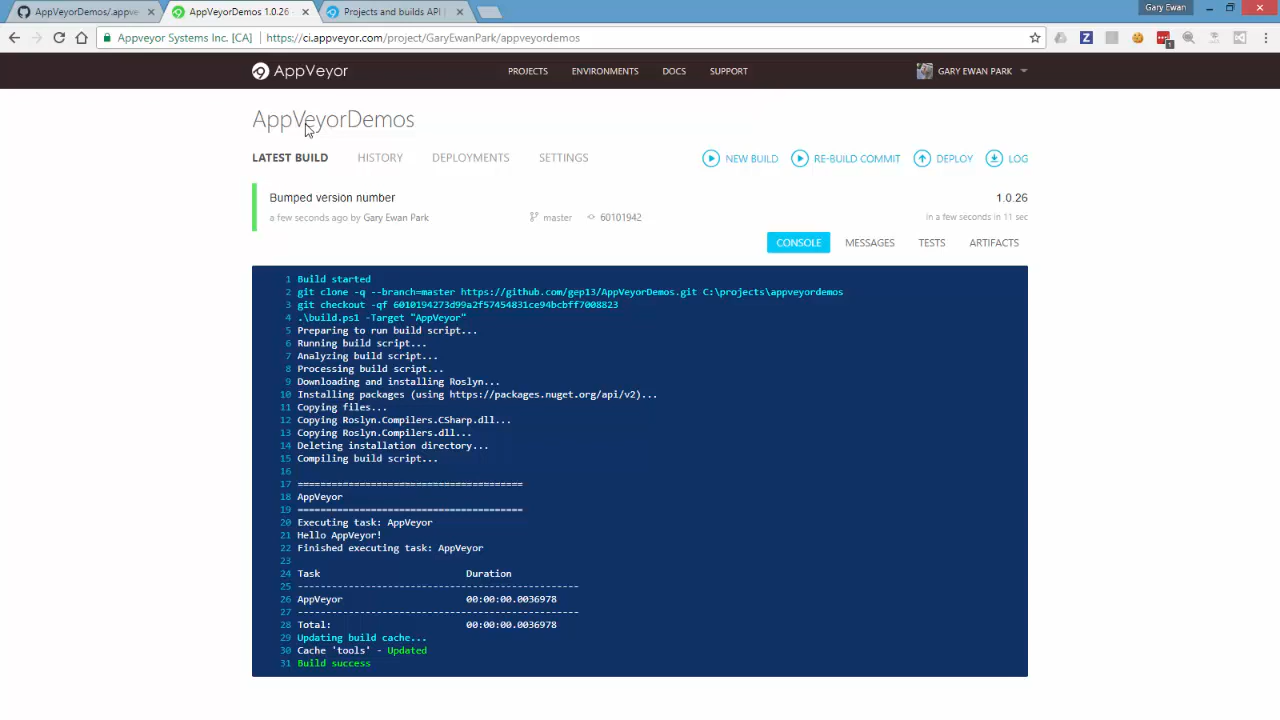 AppVeyorDemos/.appve
AppVeyorDemos 1.0.26 -
Projects and builds API |
Gary Ewan
Appveyor Systems Inc. [CA]
https://ci.appveyor.com/project/GaryEwanPark/appveyordemos
AppVeyor
PROJECTS
ENVIRONMENTS
DOCS
SUPPORT
GARY EWAN PARK
AppVeyorDemos
LATEST BUILD
HISTORY
DEPLOYMENTS
SETTINGS
NEW BUILD
RE-BUILD COMMIT
DEPLOY
LOG
Bumped version number
1.0.26
a few seconds ago by Gary Ewan Park
master
60101942
in a few seconds in 11 sec
CONSOLE
MESSAGES
TESTS
ARTIFACTS
1 Build started
2 git clone -q --branch=master https://github.com/gep13/AppVeyorDemos.git C:\projects\appveyordemos
3 git checkout -qf 6010194273d99a2f57454831ce94bcbff7008823
4 .\build.ps1 -Target "AppVeyor"
5 Preparing to run build script...
6 Running build script...
7 Analyzing build script...
8 Processing build script...
9 Downloading and installing Roslyn...
10 Installing packages (using https://packages.nuget.org/api/v2)...
11 Copying files...
12 Copying Roslyn.Compilers.CSharp.dll...
13 Copying Roslyn.Compilers.dll...
14 Deleting installation directory...
15 Compiling build script...
16
17 ========================================
18 AppVeyor
19 ========================================
20 Executing task: AppVeyor
21 Hello AppVeyor!
22 Finished executing task: AppVeyor
23
24 Task Duration
25 --------------------------------------------------
26 AppVeyor 00:00:00.0036978
27 --------------------------------------------------
28 Total: 00:00:00.0036978
29 Updating build cache...
30 Cache 'tools' - Updated
31 Build success